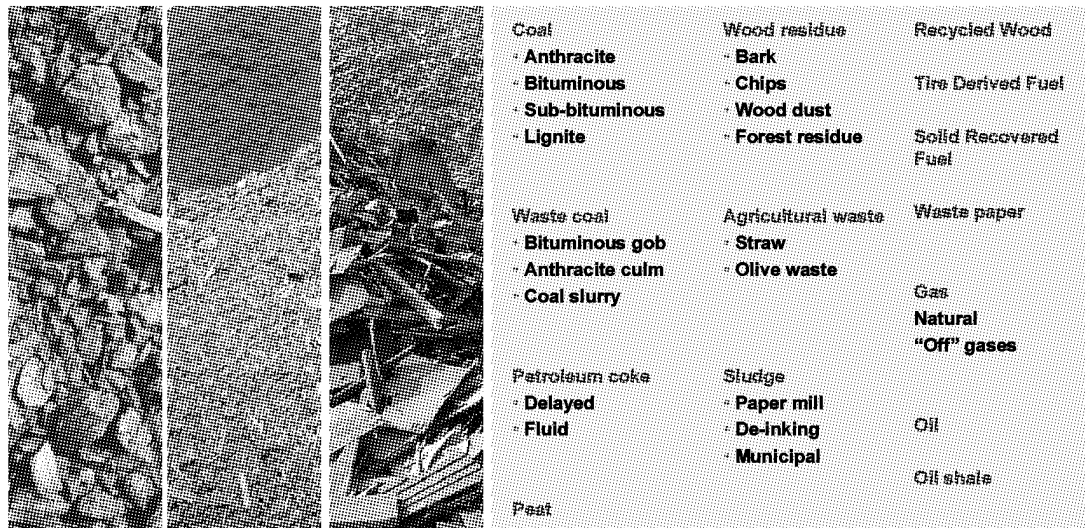 Coal
· Anthracite
· Bituminous
· Sub-bituminous
· Lignite
Waste coal
· Bituminous gob
· Anthracite culm
· Coal slurry
Petroleum coke
· Delayed
· Fluid
Peat
Wood residue
· Bark
· Chips
· Wood dust
· Forest residue
Agricultural waste
· Straw
· Olive waste
Sludge
· Paper mill
· De-inking
· Municipal
Recycled Wood
Tire Derived Fuel
Solid Recovered
Fuel
Waste paper
Gas
Natural
“Off” gases
Oil
Oil shale